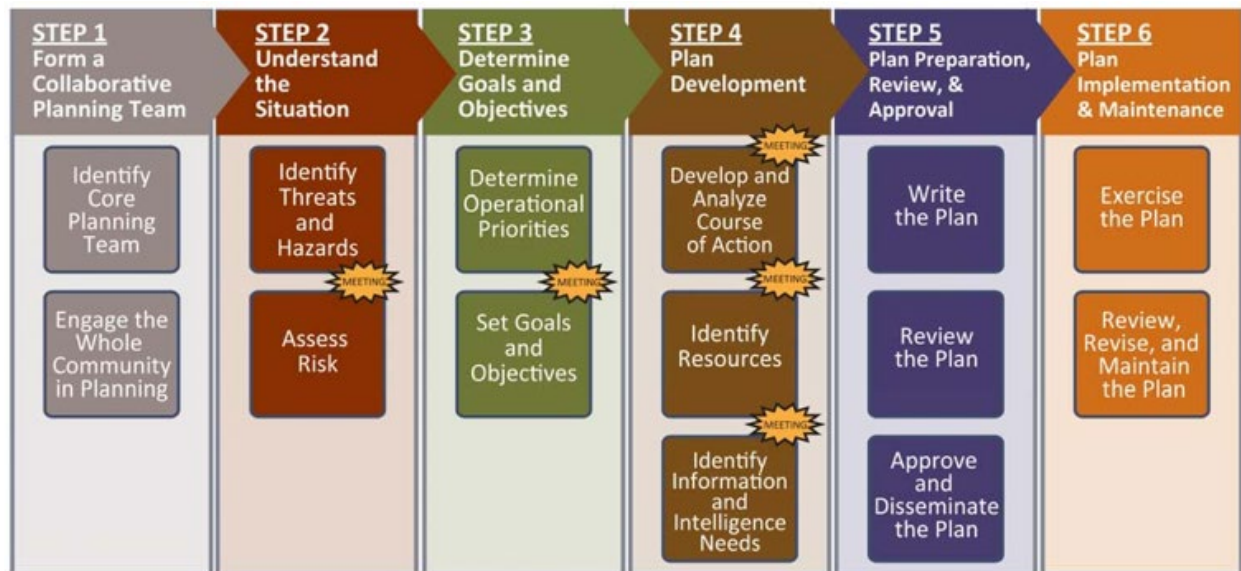 STEP 1
Form a
Collaborative
Planning Team
Identify
Core
Planning
Team
Engage the
Whole
Community
in Planning
STEP 2
Understand
the
Situation
Identify
Threats
and
Hazards
MEETING
Assess
Risk
STEP 3
Determine
Goals and
Objectives
Determine
Operational
Priorities
MEETING
Set Goals
and
Objectives
STEP 4
Plan
Development
MEETING
Develop and
Analyze
Course
of Action
MEETING
Identify
Resources
MEETING
Identify
Information
and
Intelligence
Needs
STEP 5
Plan Preparation,
Review, &
Approval
Write
the Plan
Review
the Plan
Approve
and
Disseminate
the Plan
STEP 6
Plan
Implementation
& Maintenance
Exercise
the Plan
Review,
Revise, and
Maintain
the Plan